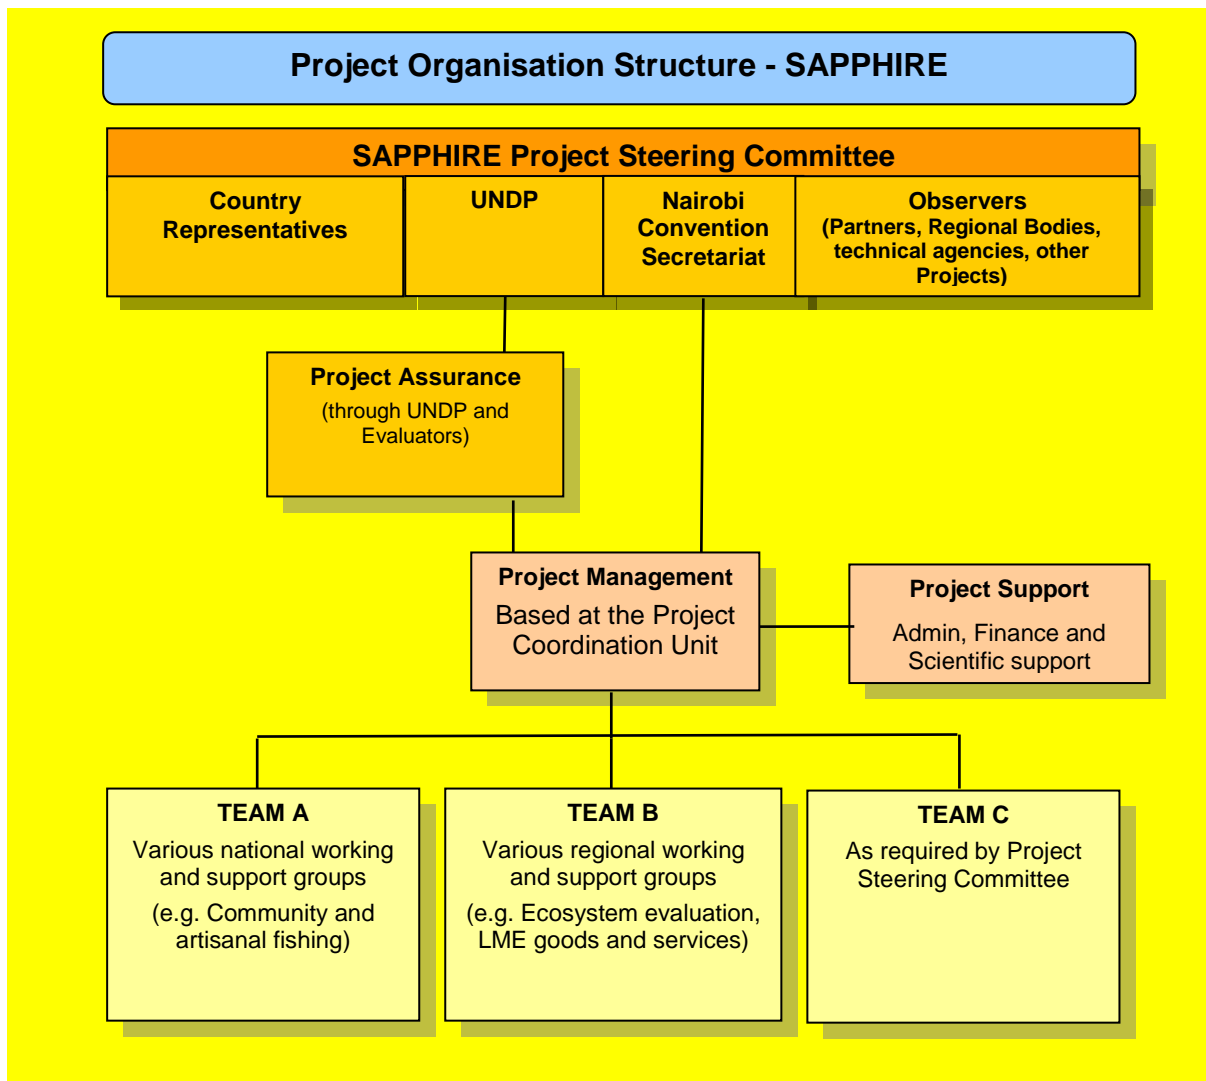 Project Organisation Structure - SAPPHIRE
SAPPHIRE Project Steering Committee
Country
Representatives
UNDP
Nairobi
Convention
Secretariat
Observers
(Partners, Regional Bodies,
technical agencies, other
Projects)
Project Assurance
(through UNDP and
Evaluators)
Project Management
Based at the Project
Coordination Unit
Project Support
Admin, Finance and
Scientific support
TEAM A
Various national working
and support groups
(e.g. Community and
artisanal fishing)
TEAM B
Various regional working
and support groups
(e.g. Ecosystem evaluation,
LME goods and services)
TEAM C
As required by Project
Steering Committee